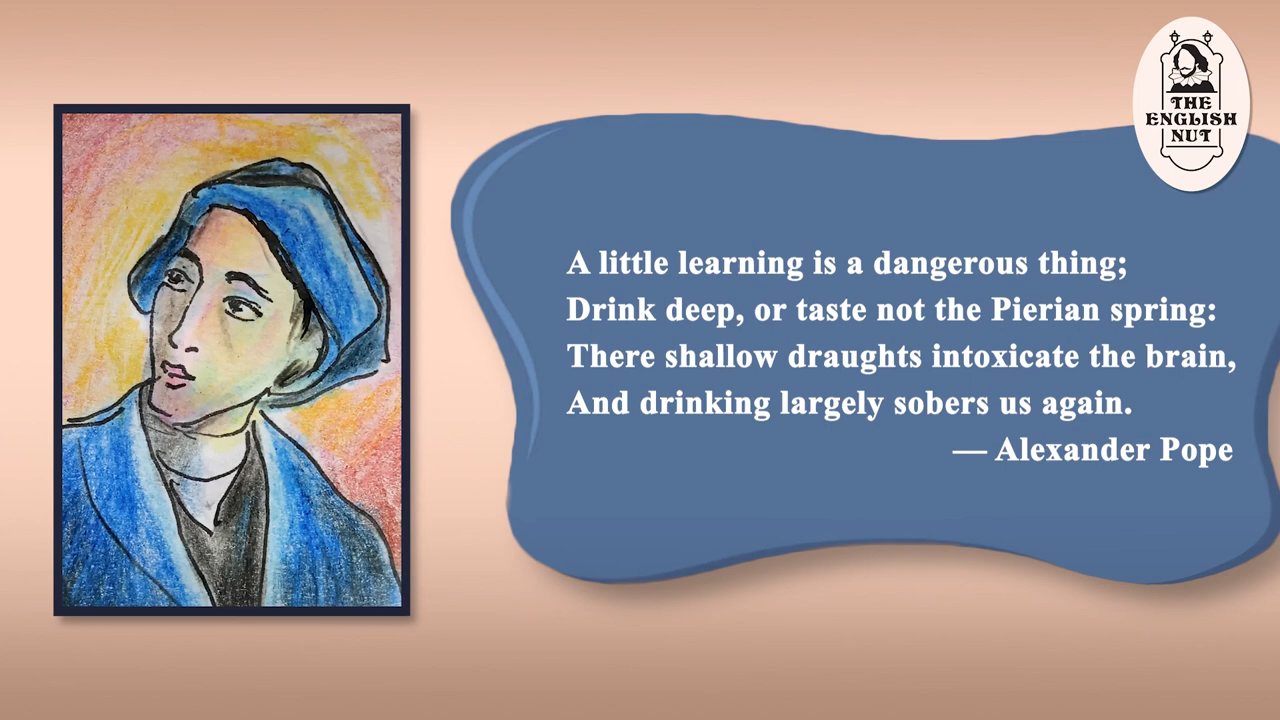 THE
ENGLISH
NUT
A little learning is a dangerous thing;
Drink deep, or taste not the Pierian spring:
There shallow draughts intoxicate the brain,
And drinking largely sobers us again.
— Alexander Pope